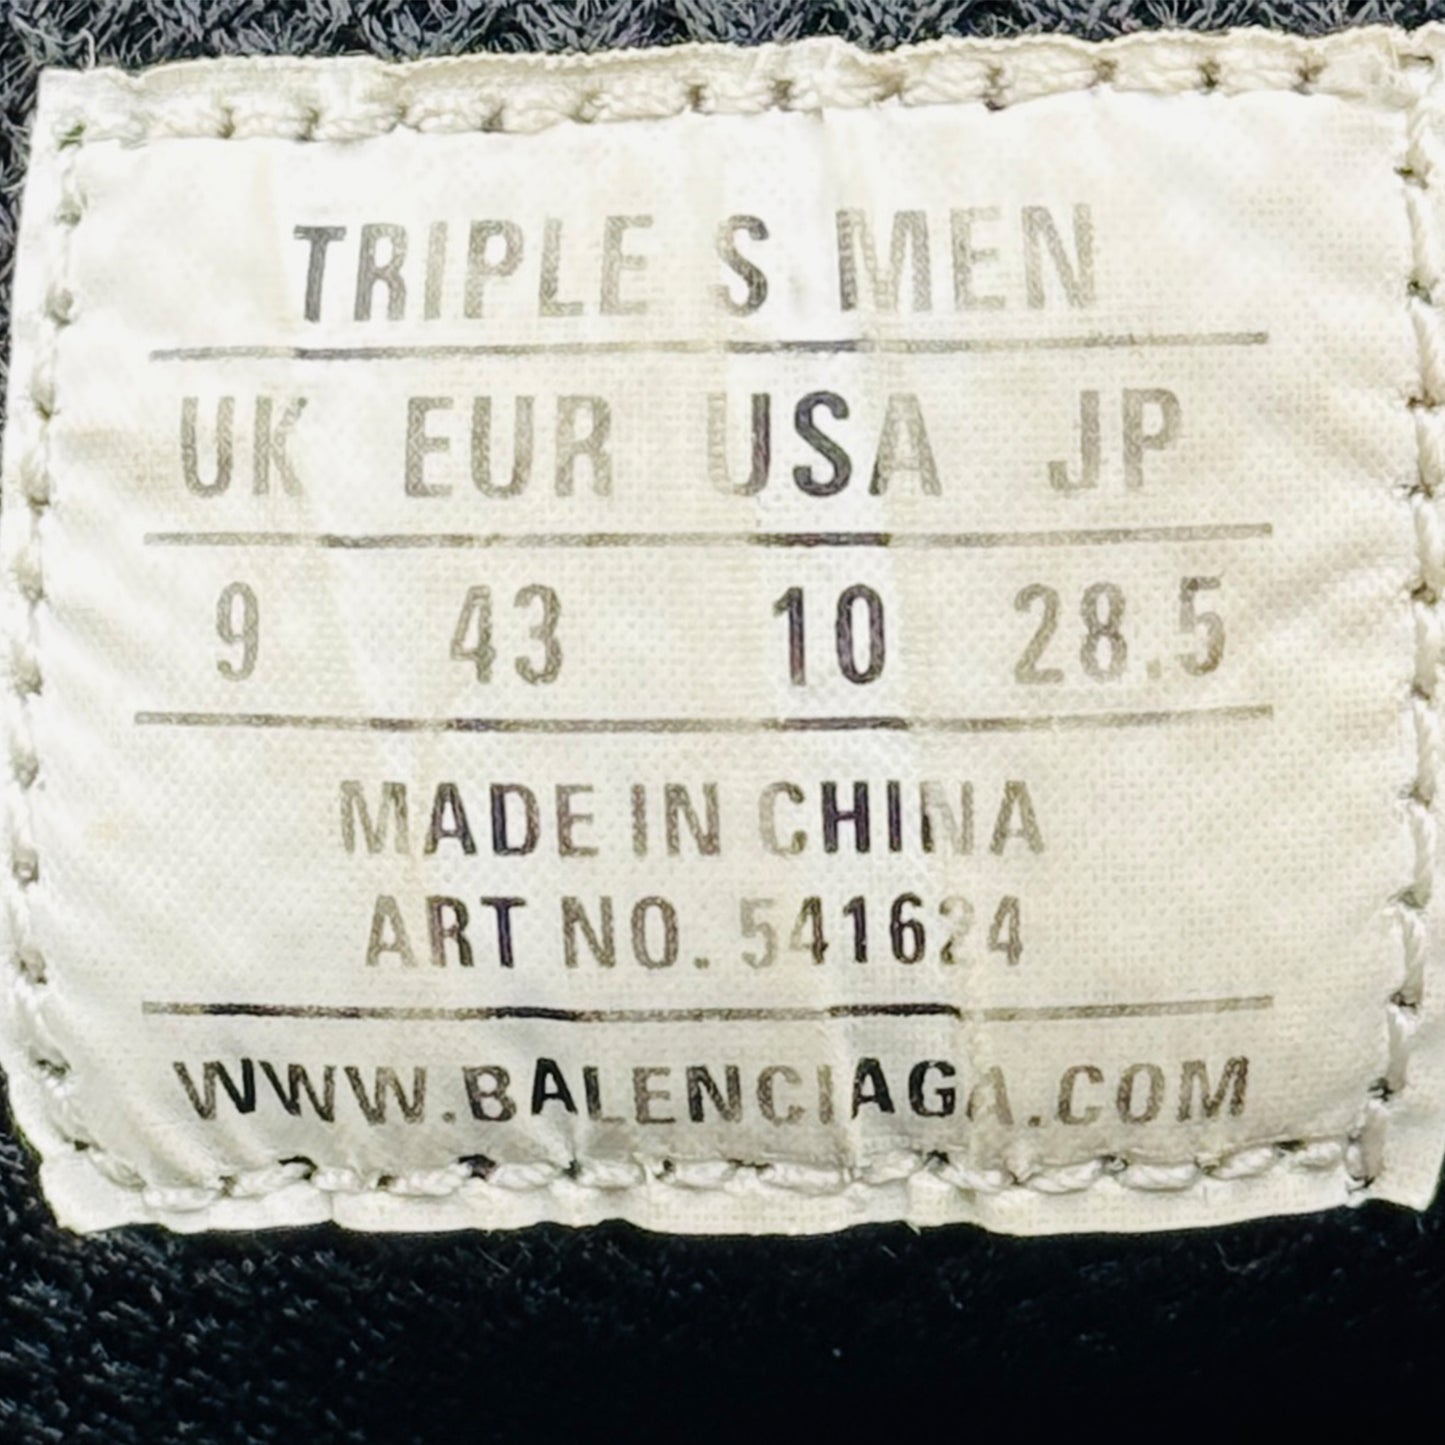 TRIPLE S MEN
UK EUR USA JP
9 43 10 28.5
MADE IN CHINA
ART NO. 541624
WWW.BALENCIAGA.COM